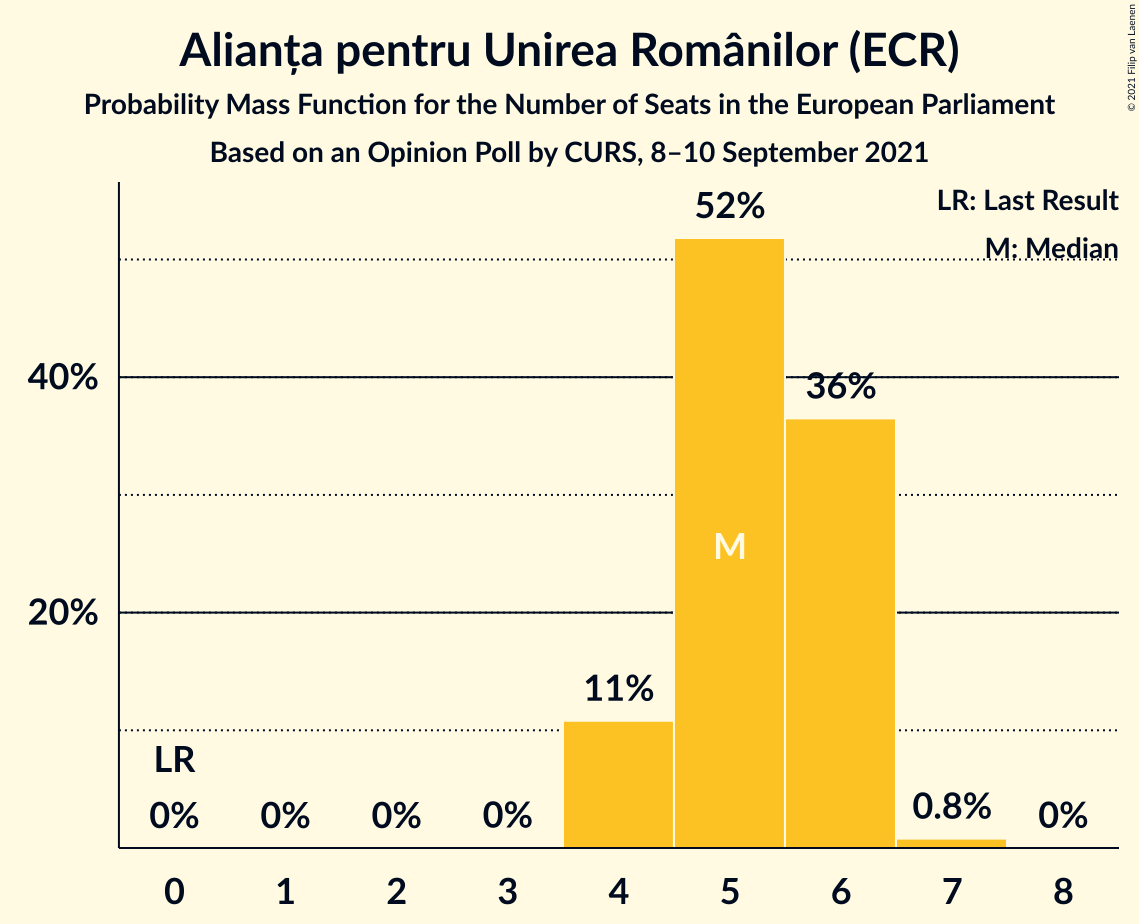 Alianța pentru Unirea Românilor (ECR)
Probability Mass Function for the Number of Seats in the European Parliament
Based on an Opinion Poll by CURS, 8–10 September 2021
© 2021 Filip van Laenen
LR: Last Result
M: Median
52%
40%
36%
M
20%
11%
LR
0%
0%
0%
0%
0.8%
0%
0 1 2 3 4 5 6 7 8